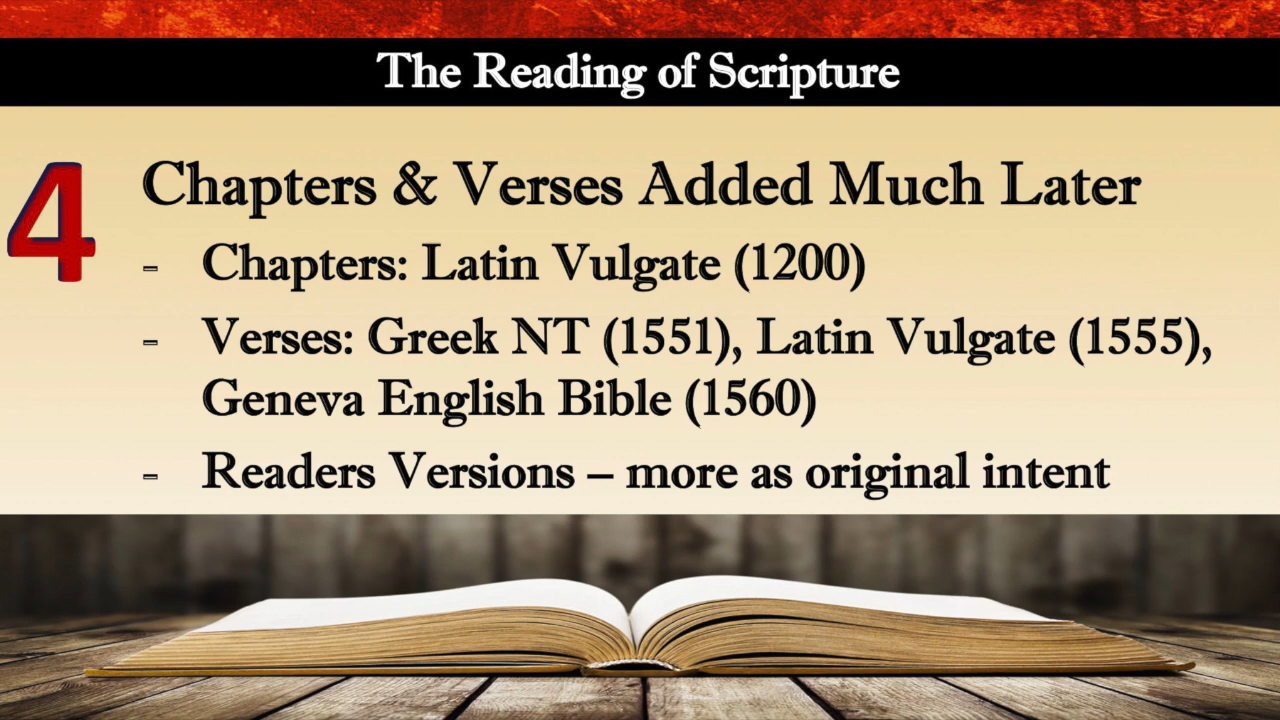 The Reading of Scripture
4
Chapters & Verses Added Much Later
- Chapters: Latin Vulgate (1200)
- Verses: Greek NT (1551), Latin Vulgate (1555),
Geneva English Bible (1560)
- Readers Versions – more as original intent